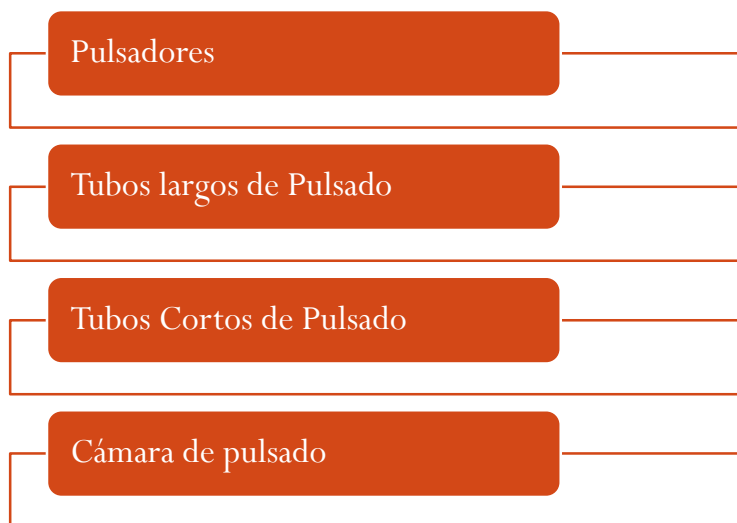 Pulsadores
Tubos largos de Pulsado
Tubos Cortos de Pulsado
Cámara de pulsado